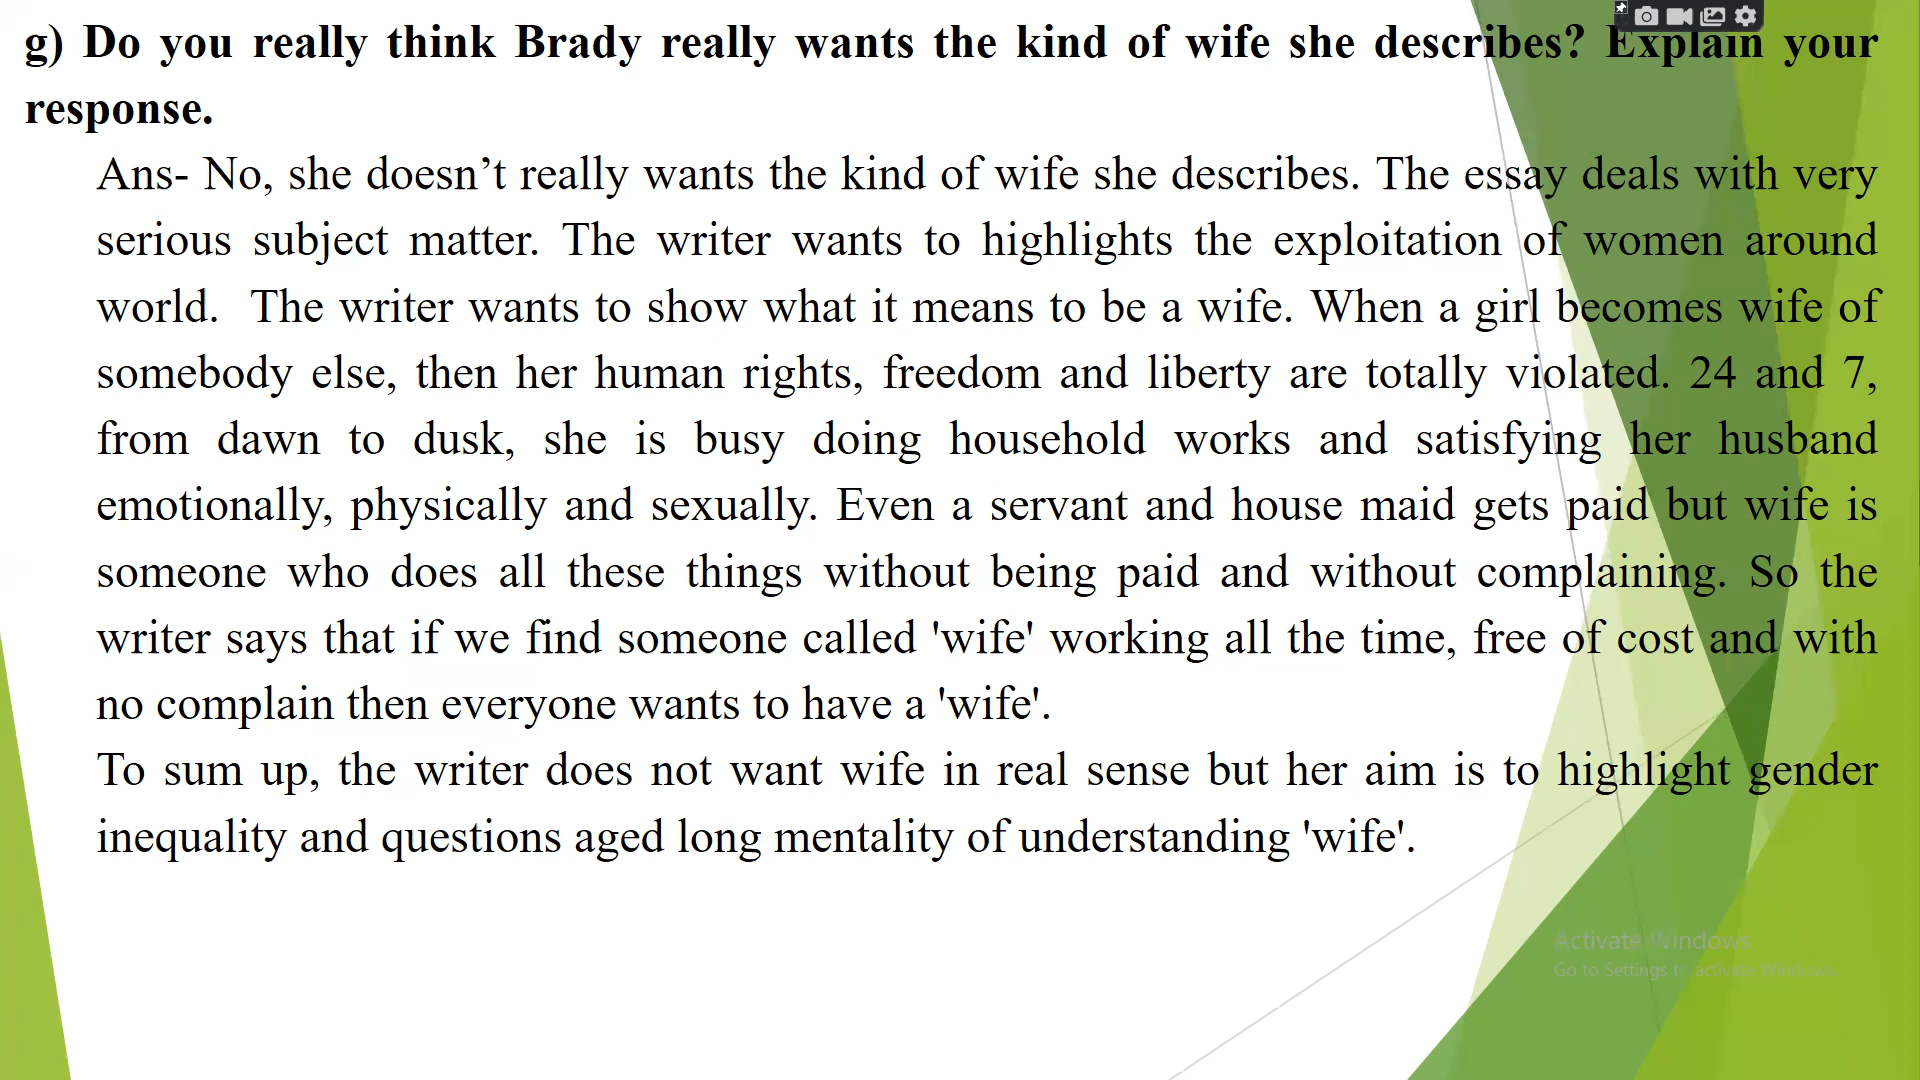 g) Do you really think Brady really wants the kind of wife she describes? Explain your
response.
Ans- No, she doesn’t really wants the kind of wife she describes. The essay deals with very
serious subject matter. The writer wants to highlights the exploitation of women around
world. The writer wants to show what it means to be a wife. When a girl becomes wife of
somebody else, then her human rights, freedom and liberty are totally violated. 24 and 7,
from dawn to dusk, she is busy doing household works and satisfying her husband
emotionally, physically and sexually. Even a servant and house maid gets paid but wife is
someone who does all these things without being paid and without complaining. So the
writer says that if we find someone called 'wife' working all the time, free of cost and with
no complain then everyone wants to have a 'wife'.
To sum up, the writer does not want wife in real sense but her aim is to highlight gender
inequality and questions aged long mentality of understanding 'wife'.
Activate Windows
Go to Settings to activate Windows.